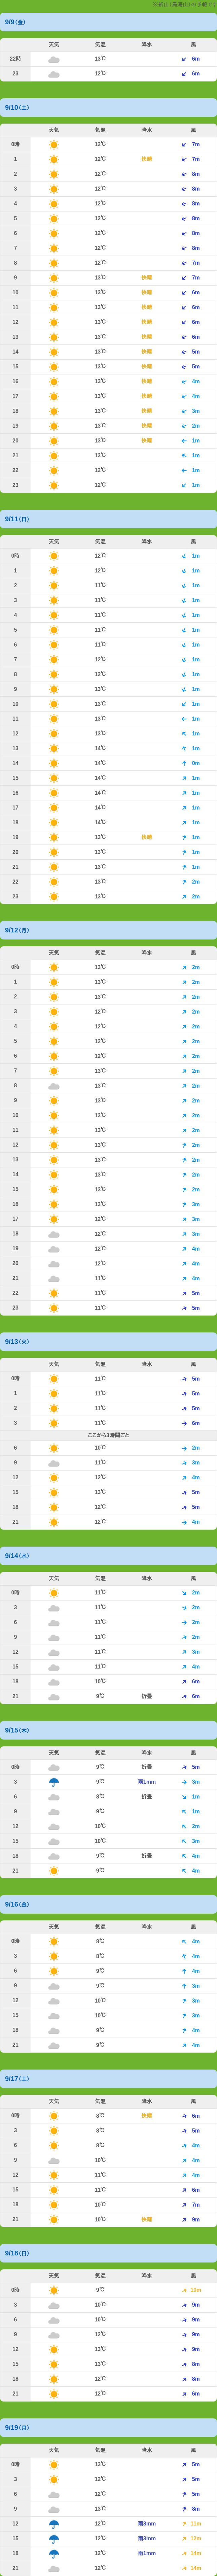 9/9(金)
天気 気温 降水 風
22時 13℃ 6m
23 12℃ 6m
9/10(土)
天気 気温 降水 風
0時 12℃ 7m
1 12℃ 快晴 7m
2 12℃ 8m
3 12℃ 8m
4 12℃ 8m
5 12℃ 8m
6 12℃ 8m
7 12℃ 8m
8 12℃ 7m
9 13℃ 快晴 7m
10 13℃ 快晴 6m
11 13℃ 快晴 6m
12 13℃ 快晴 6m
13 13℃ 快晴 6m
14 13℃ 快晴 5m
15 13℃ 快晴 5m
16 13℃ 快晴 4m
17 13℃ 快晴 4m
18 13℃ 快晴 3m
19 13℃ 快晴 2m
20 13℃ 快晴 1m
21 13℃ 1m
22 12℃ 1m
23 12℃ 1m
9/11(日)
天気 気温 降水 風
0時 12℃ 1m
1 12℃ 1m
2 11℃ 1m
3 11℃ 1m
4 11℃ 1m
5 11℃ 1m
6 11℃ 1m
7 12℃ 1m
8 12℃ 1m
9 13℃ 1m
10 13℃ 1m
11 13℃ 1m
12 13℃ 1m
13 14℃ 1m
14 14℃ 0m
15 14℃ 1m
16 14℃ 1m
17 14℃ 1m
18 14℃ 1m
19 13℃ 快晴 1m
20 13℃ 1m
21 13℃ 1m
22 13℃ 2m
23 13℃ 2m
9/12(月)
天気 気温 降水 風
0時 13℃ 2m
1 13℃ 2m
2 13℃ 2m
3 12℃ 2m
4 12℃ 2m
5 12℃ 2m
6 12℃ 2m
7 13℃ 2m
8 13℃ 2m
9 13℃ 2m
10 13℃ 2m
11 13℃ 2m
12 13℃ 2m
13 13℃ 2m
14 13℃ 2m
15 13℃ 2m
16 13℃ 3m
17 12℃ 3m
18 12℃ 3m
19 12℃ 4m
20 12℃ 4m
21 11℃ 4m
22 11℃ 5m
23 11℃ 5m
9/13(火)
天気 気温 降水 風
0時 11℃ 5m
1 11℃ 5m
2 11℃ 5m
3 11℃ 6m
ここから3時間ごと
6 10℃ 2m
9 11℃ 3m
12 12℃ 4m
15 13℃ 5m
18 12℃ 5m
21 12℃ 4m
9/14(水)
天気 気温 降水 風
0時 11℃ 2m
3 11℃ 2m
6 11℃ 2m
9 11℃ 2m
12 11℃ 3m
15 11℃ 4m
18 10℃ 6m
21 9℃ 折畳 6m
9/15(木)
天気 気温 降水 風
0時 9℃ 折畳 5m
3 9℃ 雨1mm 3m
6 8℃ 折畳 1m
9 9℃ 1m
12 10℃ 2m
15 10℃ 3m
18 9℃ 折畳 4m
21 9℃ 4m
9/16(金)
天気 気温 降水 風
0時 8℃ 4m
3 8℃ 4m
6 9℃ 4m
9 9℃ 3m
12 10℃ 3m
15 10℃ 3m
18 9℃ 4m
21 9℃ 4m
9/17(土)
天気 気温 降水 風
0時 8℃ 快晴 6m
3 8℃ 5m
6 8℃ 4m
9 10℃ 4m
12 11℃ 4m
15 11℃ 6m
18 10℃ 7m
21 10℃ 快晴 9m
9/18(日)
天気 気温 降水 風
0時 9℃ 10m
3 10℃ 9m
6 10℃ 9m
9 12℃ 9m
12 13℃ 9m
15 13℃ 8m
18 12℃ 8m
21 12℃ 6m
9/19(月)
天気 気温 降水 風
0時 13℃ 5m
3 12℃ 5m
6 12℃ 5m
9 13℃ 8m
12 12℃ 雨3mm 11m
15 12℃ 雨3mm 12m
18 12℃ 雨1mm 14m
21 12℃ 14m